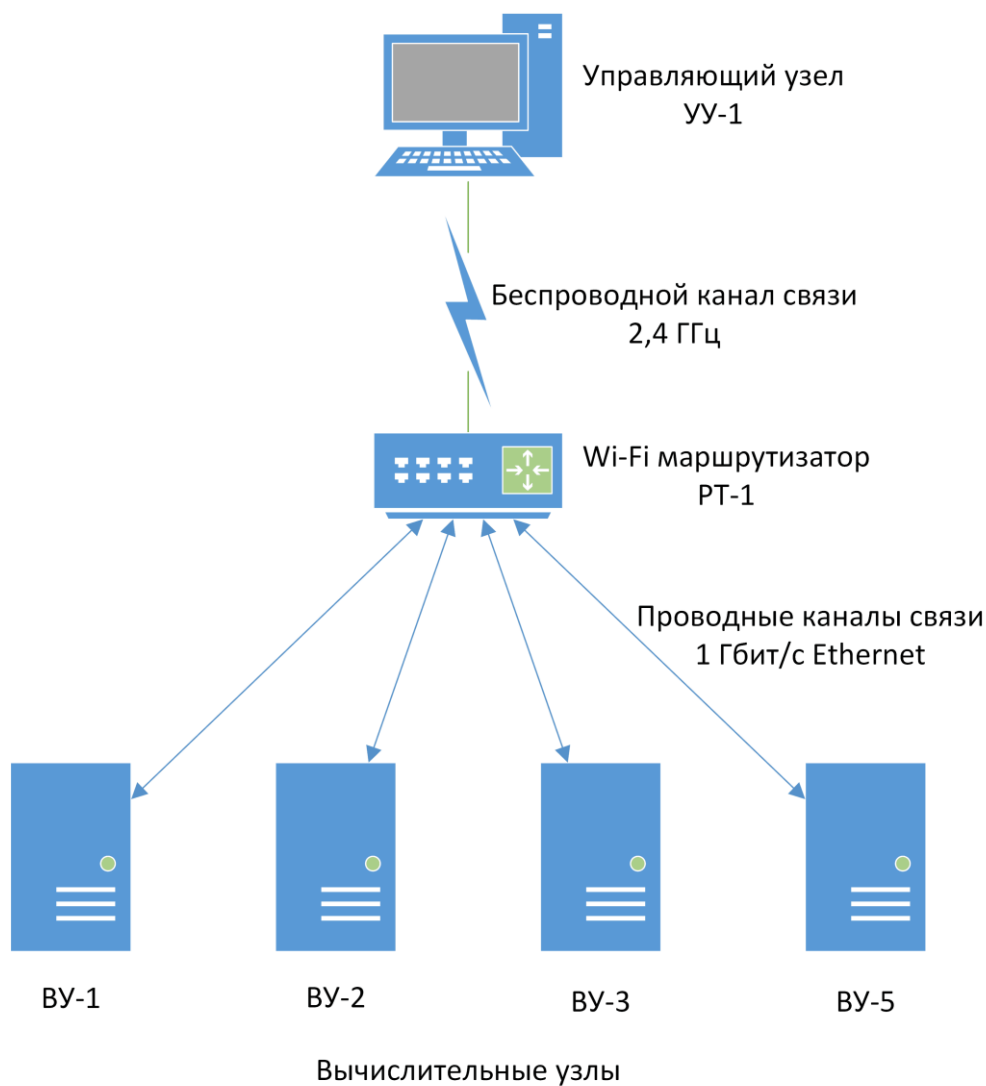 Управляющий узел
УУ-1
Беспроводной канал связи
2,4 ГГц
Wi-Fi маршрутизатор
РТ-1
Проводные каналы связи
1 Гбит/с Ethernet
ВУ-1
ВУ-2
ВУ-3
ВУ-5
Вычислительные узлы